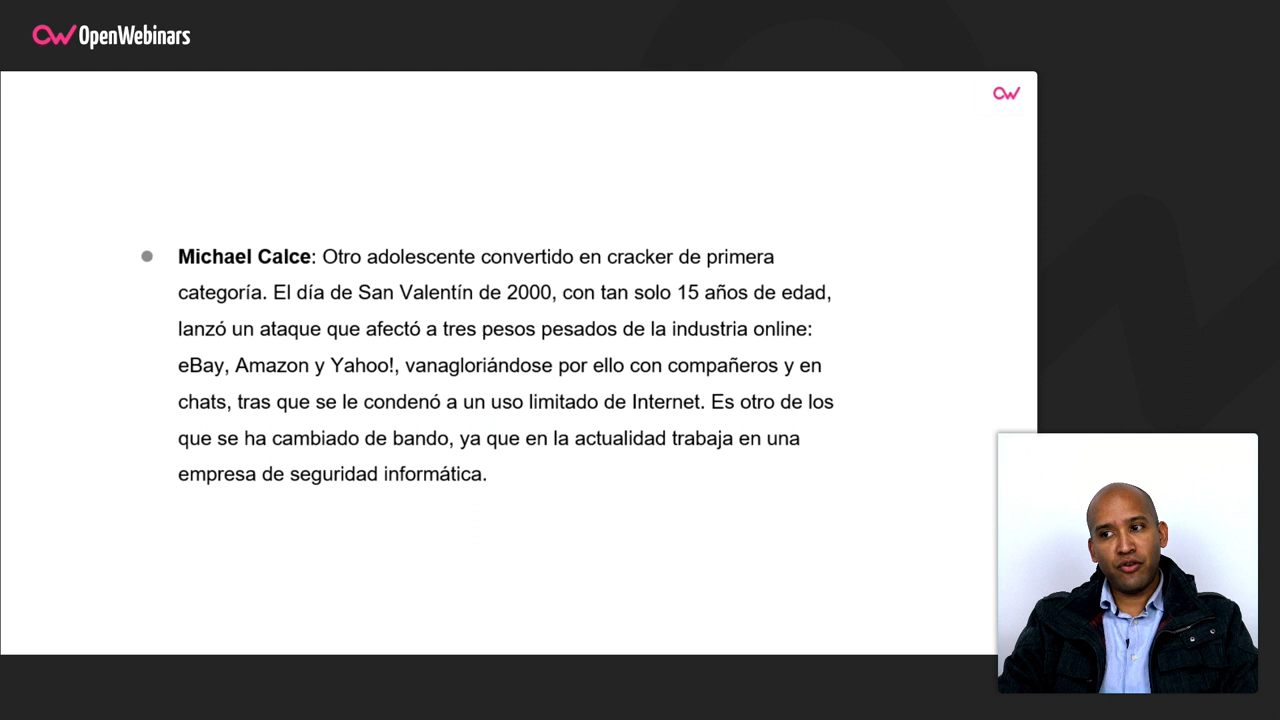 OpenWebinars
Michael Calce: Otro adolescente convertido en cracker de primera
categoría. El día de San Valentín de 2000, con tan solo 15 años de edad,
lanzó un ataque que afectó a tres pesos pesados de la industria online:
eBay, Amazon y Yahoo!, vanagloriándose por ello con compañeros y en
chats, tras que se le condenó a un uso limitado de Internet. Es otro de los
que se ha cambiado de bando, ya que en la actualidad trabaja en una
empresa de seguridad informática.